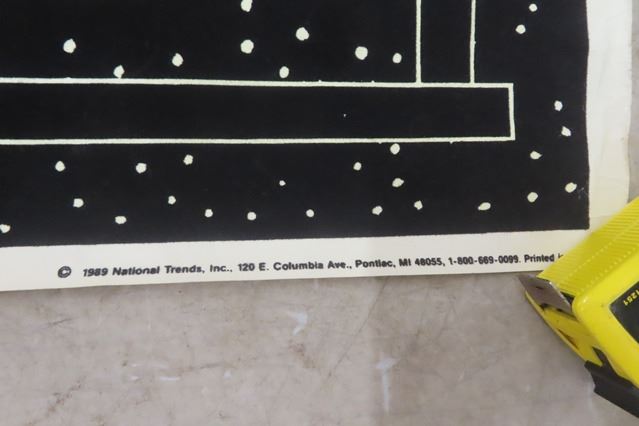 © 1989 National Trends, Inc., 120 E. Columbia Ave., Pontiac, MI 48055, 1-800-669-0099. Printed